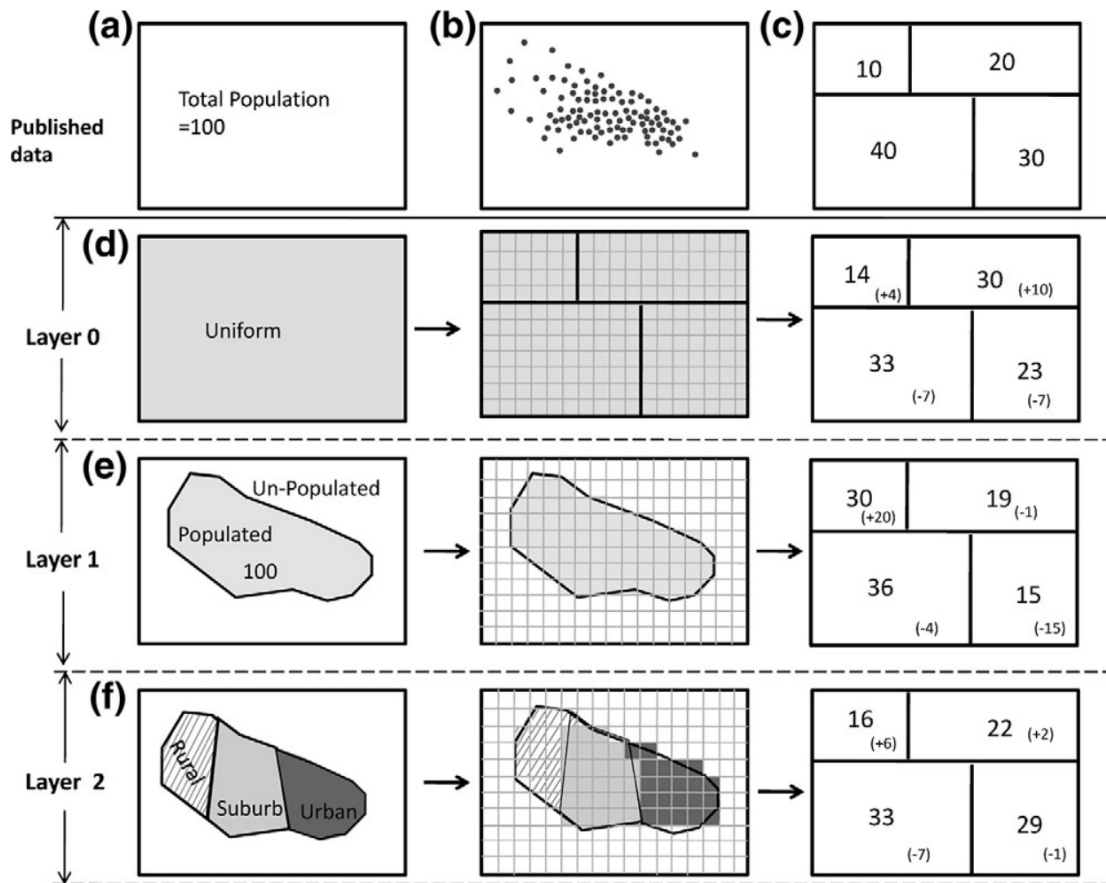 (a)
(b)
(c)
Published
data
Total Population
=100
10
20
40
30
(d)
Layer 0
Uniform
14 (+4)
30 (+10)
33 (-7)
23 (-7)
(e)
Layer 1
Un-Populated
Populated
100
30 (+20)
19 (-1)
36 (-4)
15 (-15)
(f)
Layer 2
Rural
Suburb
Urban
16 (+6)
22 (+2)
33 (-7)
29 (-1)